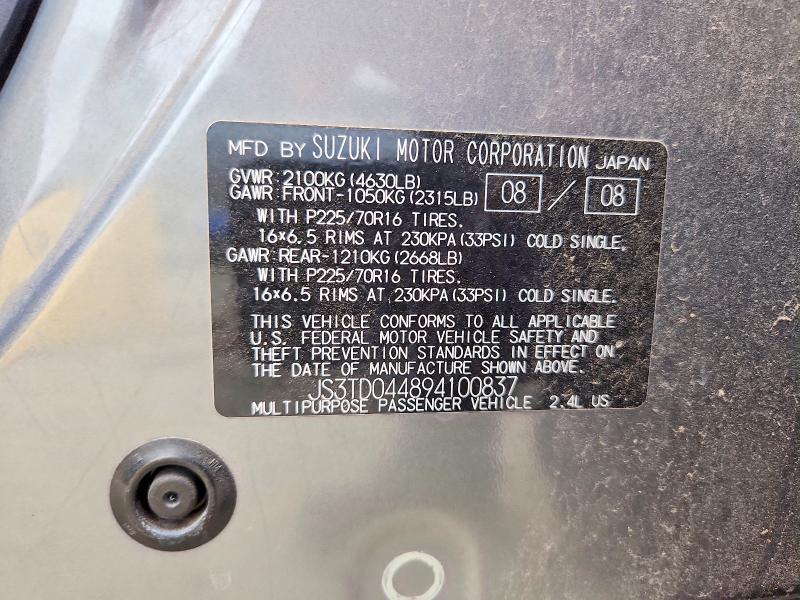 MFD BY SUZUKI MOTOR CORPORATION JAPAN
GVWR:2100KG(4630LB) 08 / 08
GAWR:FRONT-1050KG(2315LB)
WITH P225/70R16 TIRES.
16×6.5 RIMS AT 230KPA(33PSI) COLD SINGLE.
GAWR:REAR-1210KG(2668LB)
WITH P225/70R16 TIRES.
16×6.5 RIMS AT 230KPA(33PSI) COLD SINGLE.
THIS VEHICLE CONFORMS TO ALL APPLICABLE
U.S. FEDERAL MOTOR VEHICLE SAFETY AND
THEFT PREVENTION STANDARDS IN EFFECT ON
THE DATE OF MANUFACTURE SHOWN ABOVE.
JS3TD044894100837
MULTIPURPOSE PASSENGER VEHICLE 2.4L US